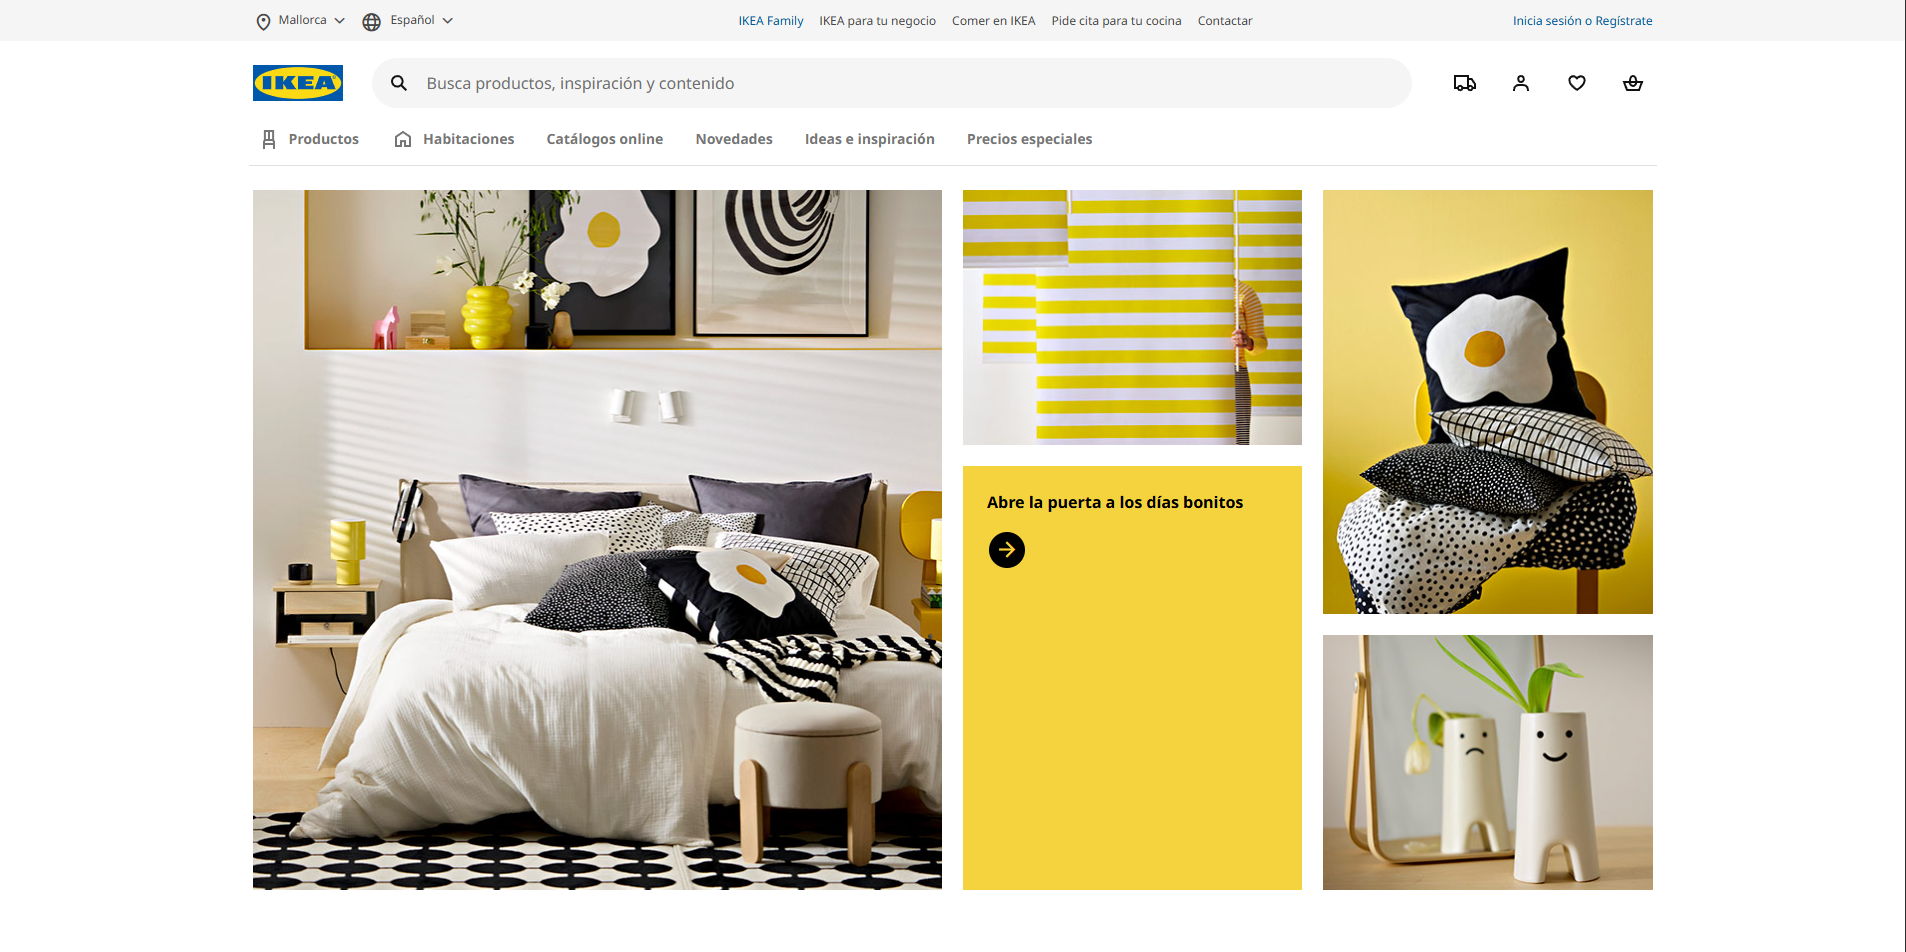 Mallorca Español IKEA Family IKEA para tu negocio Comer en IKEA Pide cita para tu cocina Contactar Inicia sesión o Regístrate
IKEA Busca productos, inspiración y contenido
Productos Habitaciones Catálogos online Novedades Ideas e inspiración Precios especiales
Abre la puerta a los días bonitos